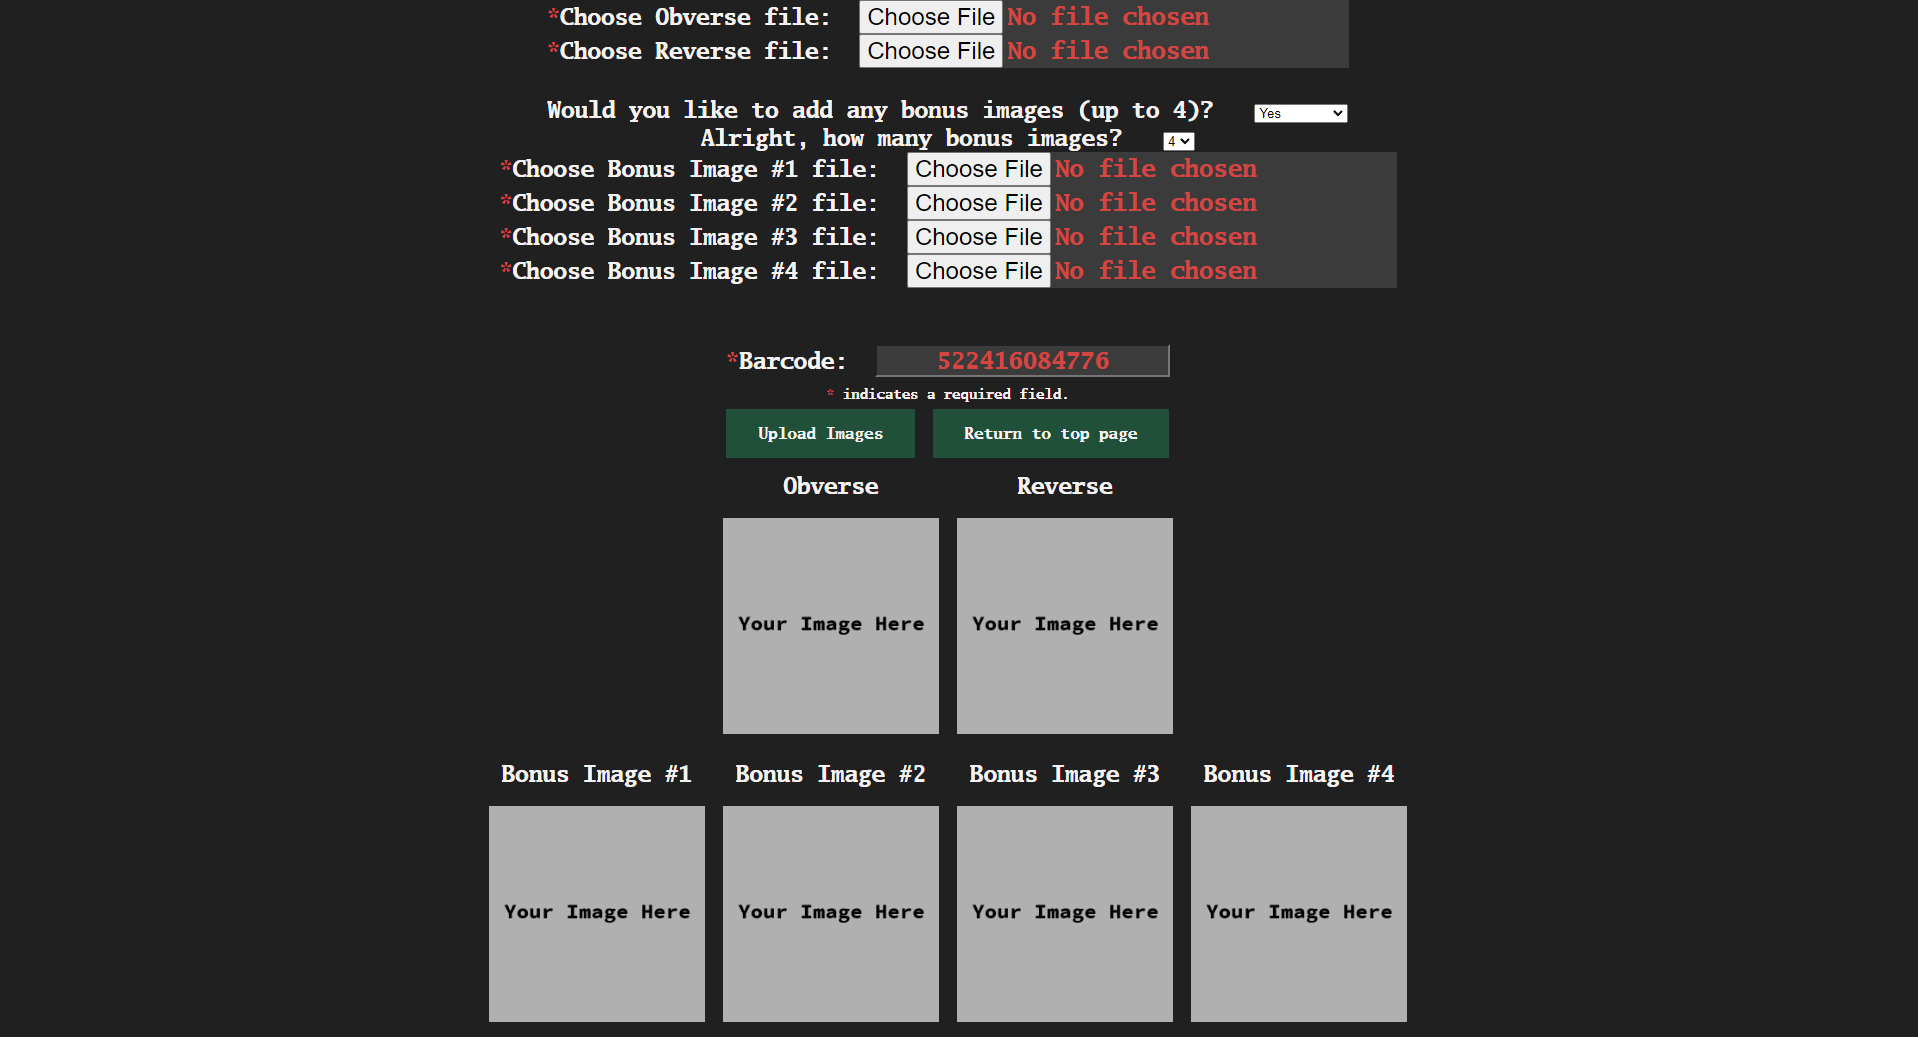 *Choose Obverse file: Choose File No file chosen
*Choose Reverse file: Choose File No file chosen
Would you like to add any bonus images (up to 4)? Yes
Alright, how many bonus images? 4
*Choose Bonus Image #1 file: Choose File No file chosen
*Choose Bonus Image #2 file: Choose File No file chosen
*Choose Bonus Image #3 file: Choose File No file chosen
*Choose Bonus Image #4 file: Choose File No file chosen
*Barcode: 522416084776
* indicates a required field.
Upload Images Return to top page
Obverse Reverse
Your Image Here Your Image Here
Bonus Image #1 Bonus Image #2 Bonus Image #3 Bonus Image #4
Your Image Here Your Image Here Your Image Here Your Image Here